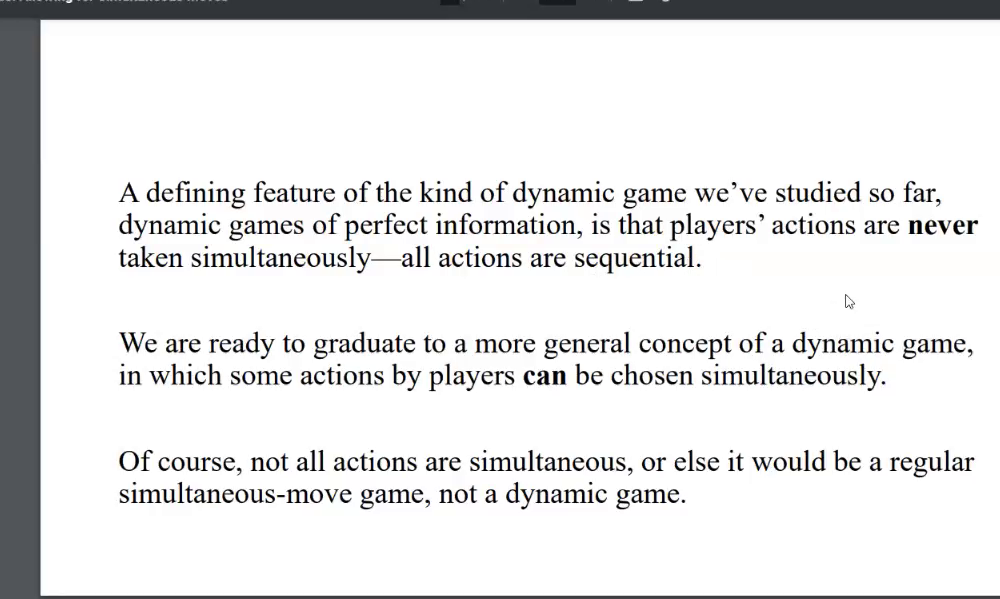 A defining feature of the kind of dynamic game we’ve studied so far,
dynamic games of perfect information, is that players’ actions are never
taken simultaneously—all actions are sequential.
We are ready to graduate to a more general concept of a dynamic game,
in which some actions by players can be chosen simultaneously.
Of course, not all actions are simultaneous, or else it would be a regular
simultaneous-move game, not a dynamic game.